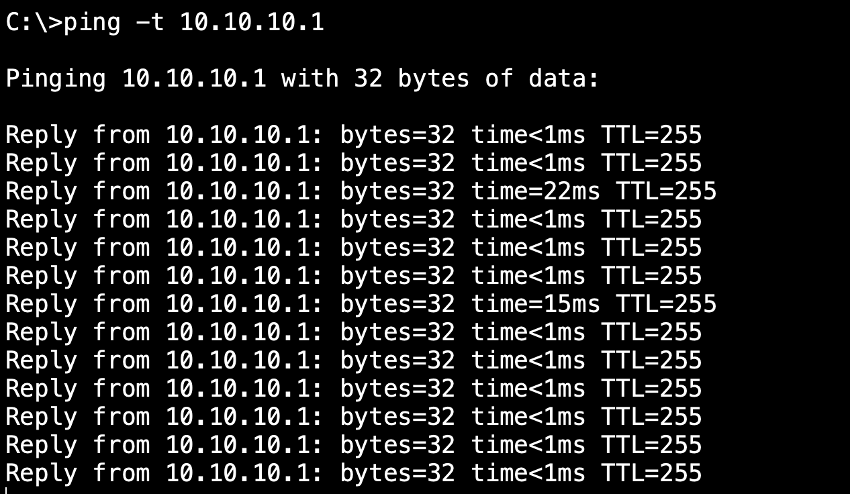 C:\>ping -t 10.10.10.1
Pinging 10.10.10.1 with 32 bytes of data:
Reply from 10.10.10.1: bytes=32 time<1ms TTL=255
Reply from 10.10.10.1: bytes=32 time<1ms TTL=255
Reply from 10.10.10.1: bytes=32 time=22ms TTL=255
Reply from 10.10.10.1: bytes=32 time<1ms TTL=255
Reply from 10.10.10.1: bytes=32 time<1ms TTL=255
Reply from 10.10.10.1: bytes=32 time<1ms TTL=255
Reply from 10.10.10.1: bytes=32 time=15ms TTL=255
Reply from 10.10.10.1: bytes=32 time<1ms TTL=255
Reply from 10.10.10.1: bytes=32 time<1ms TTL=255
Reply from 10.10.10.1: bytes=32 time<1ms TTL=255
Reply from 10.10.10.1: bytes=32 time<1ms TTL=255
Reply from 10.10.10.1: bytes=32 time<1ms TTL=255
Reply from 10.10.10.1: bytes=32 time<1ms TTL=255